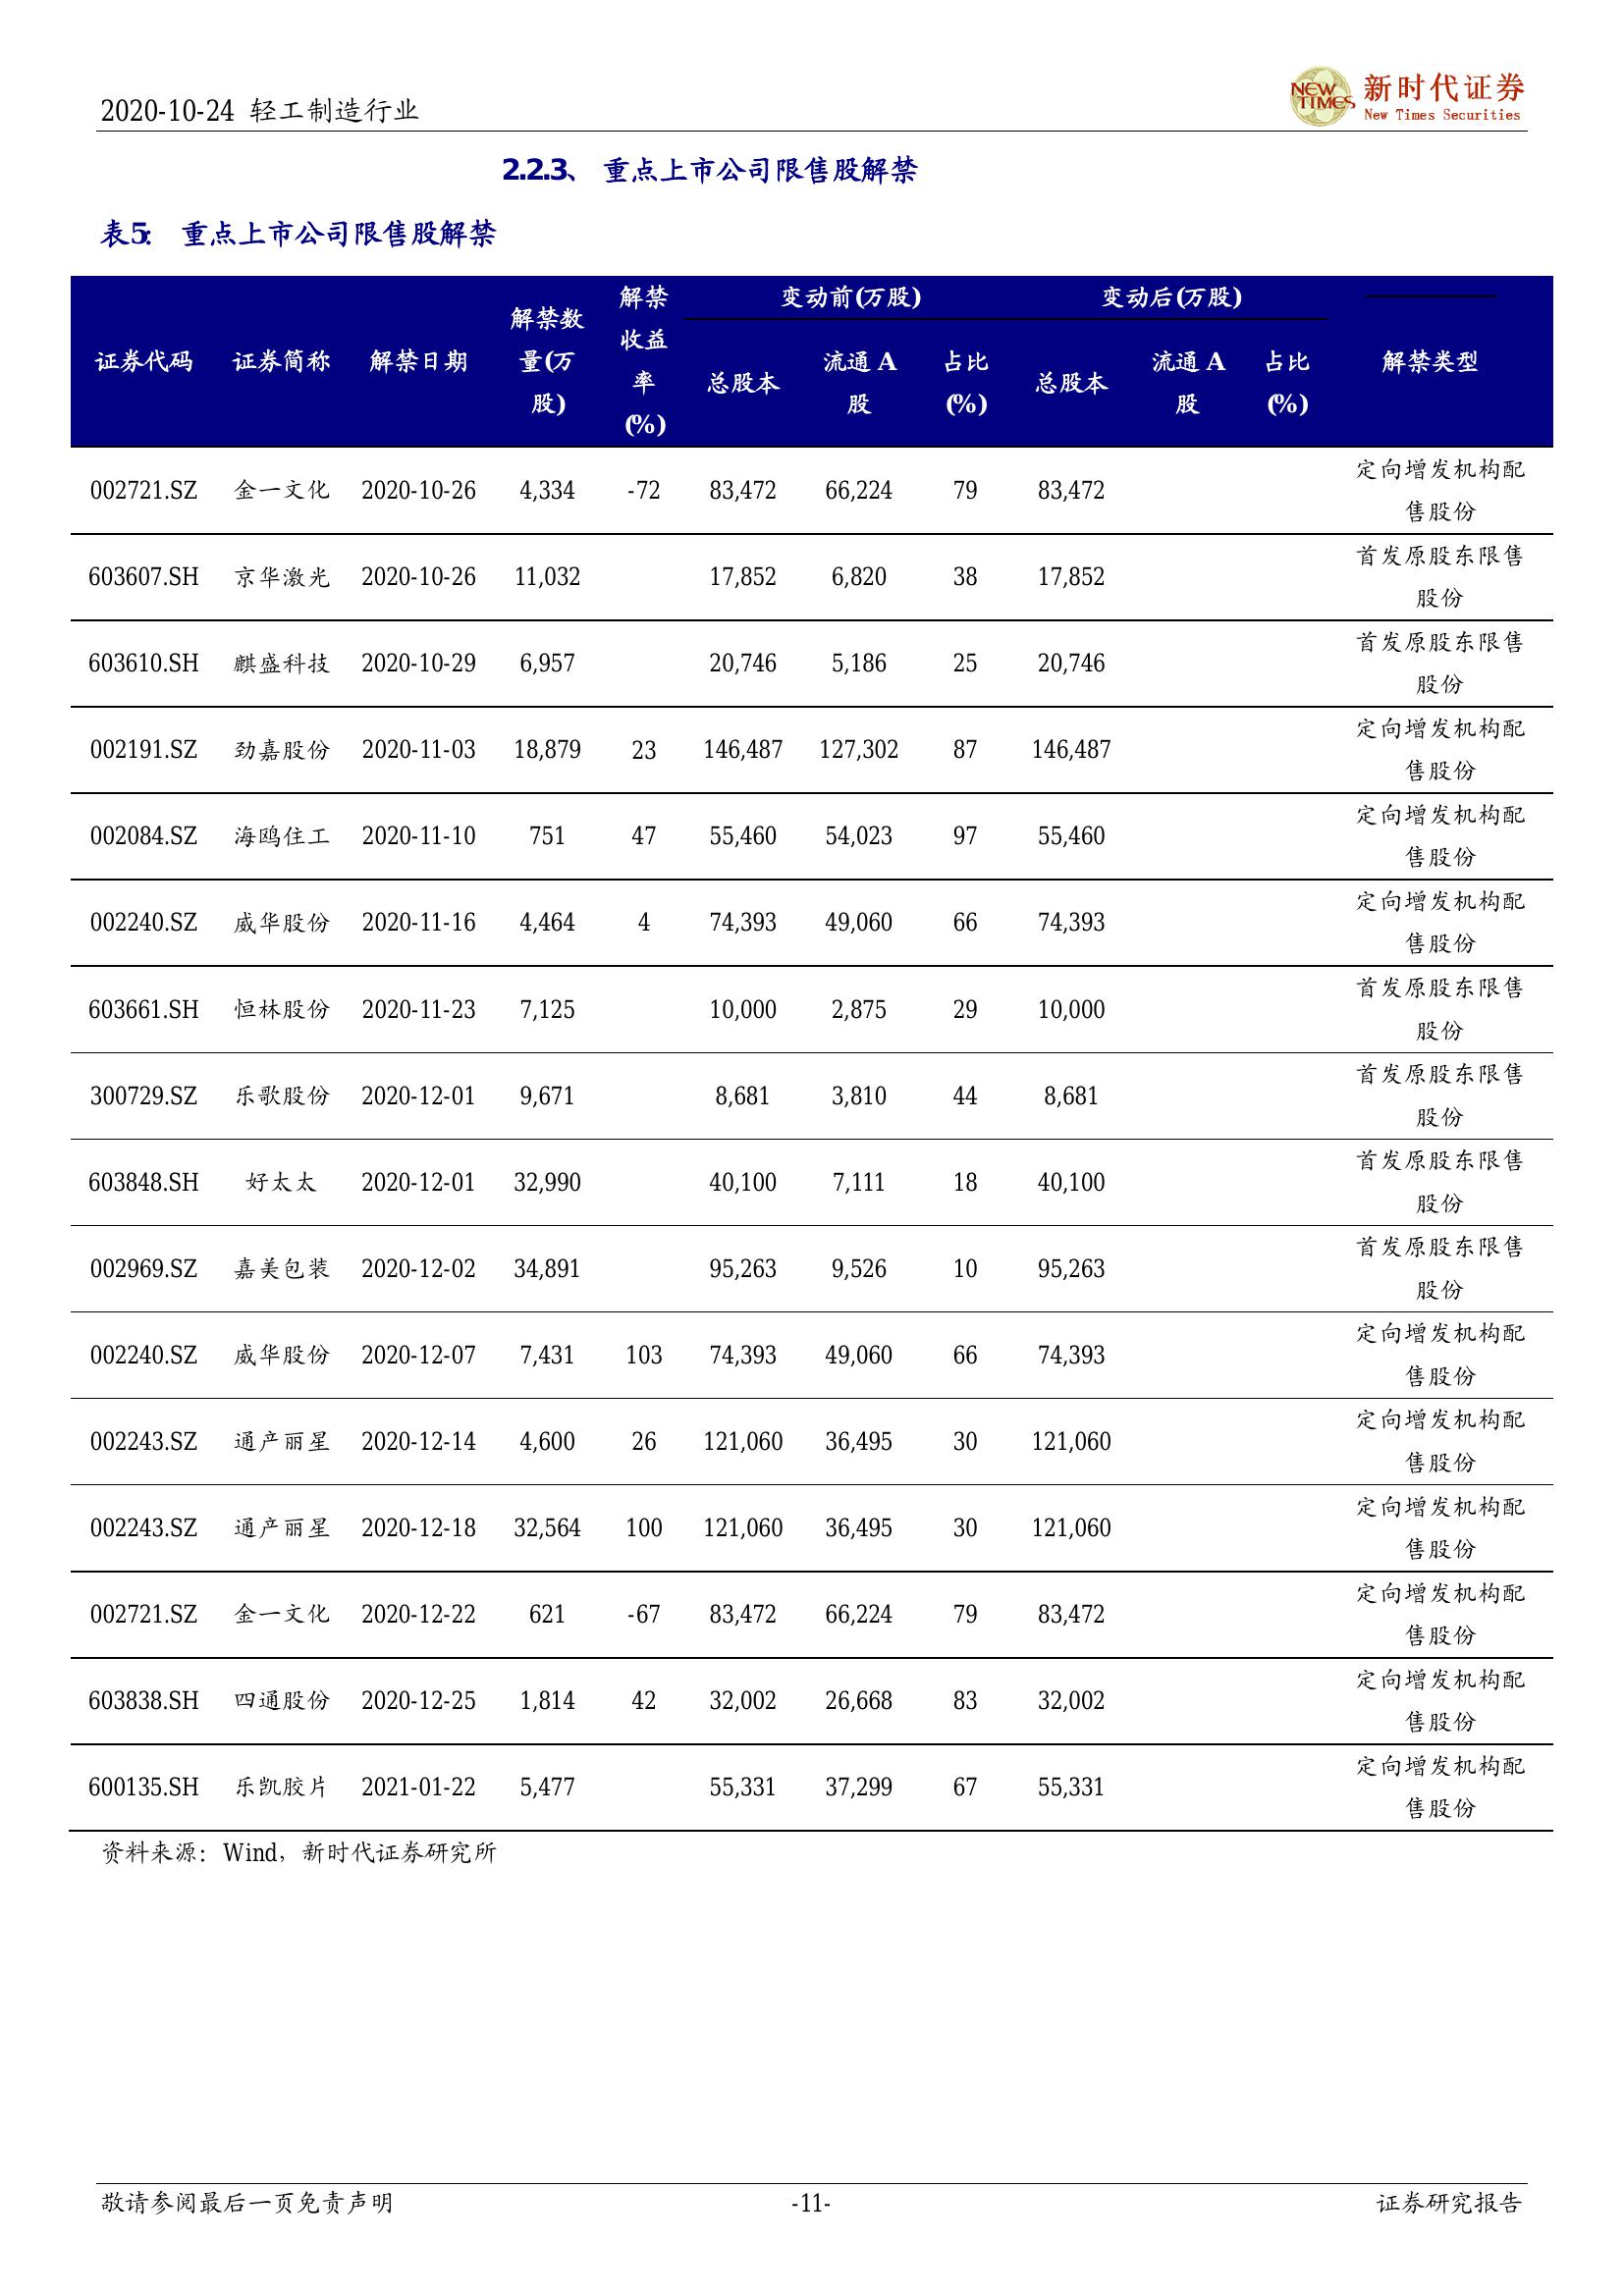 2020-10-24 轻工制造行业
NEW TIMES 新时代证券
New Times Securities
2.2.3、 重点上市公司限售股解禁
表5: 重点上市公司限售股解禁
证券代码 证券简称 解禁日期 解禁数量(万股) 解禁收益率(%) 变动前(万股) 变动后(万股) 解禁类型
总股本 流通 A 股 占比(%) 总股本 流通 A 股 占比(%)
002721.SZ 金一文化 2020-10-26 4,334 -72 83,472 66,224 79 83,472 定向增发机构配售股份
603607.SH 京华激光 2020-10-26 11,032 17,852 6,820 38 17,852 首发原股东限售股份
603610.SH 麒盛科技 2020-10-29 6,957 20,746 5,186 25 20,746 首发原股东限售股份
002191.SZ 劲嘉股份 2020-11-03 18,879 23 146,487 127,302 87 146,487 定向增发机构配售股份
002084.SZ 海鸥住工 2020-11-10 751 47 55,460 54,023 97 55,460 定向增发机构配售股份
002240.SZ 威华股份 2020-11-16 4,464 4 74,393 49,060 66 74,393 定向增发机构配售股份
603661.SH 恒林股份 2020-11-23 7,125 10,000 2,875 29 10,000 首发原股东限售股份
300729.SZ 乐歌股份 2020-12-01 9,671 8,681 3,810 44 8,681 首发原股东限售股份
603848.SH 好太太 2020-12-01 32,990 40,100 7,111 18 40,100 首发原股东限售股份
002969.SZ 嘉美包装 2020-12-02 34,891 95,263 9,526 10 95,263 首发原股东限售股份
002240.SZ 威华股份 2020-12-07 7,431 103 74,393 49,060 66 74,393 定向增发机构配售股份
002243.SZ 通产丽星 2020-12-14 4,600 26 121,060 36,495 30 121,060 定向增发机构配售股份
002243.SZ 通产丽星 2020-12-18 32,564 100 121,060 36,495 30 121,060 定向增发机构配售股份
002721.SZ 金一文化 2020-12-22 621 -67 83,472 66,224 79 83,472 定向增发机构配售股份
603838.SH 四通股份 2020-12-25 1,814 42 32,002 26,668 83 32,002 定向增发机构配售股份
600135.SH 乐凯胶片 2021-01-22 5,477 55,331 37,299 67 55,331 定向增发机构配售股份
资料来源：Wind，新时代证券研究所
敬请参阅最后一页免责声明 -11- 证券研究报告